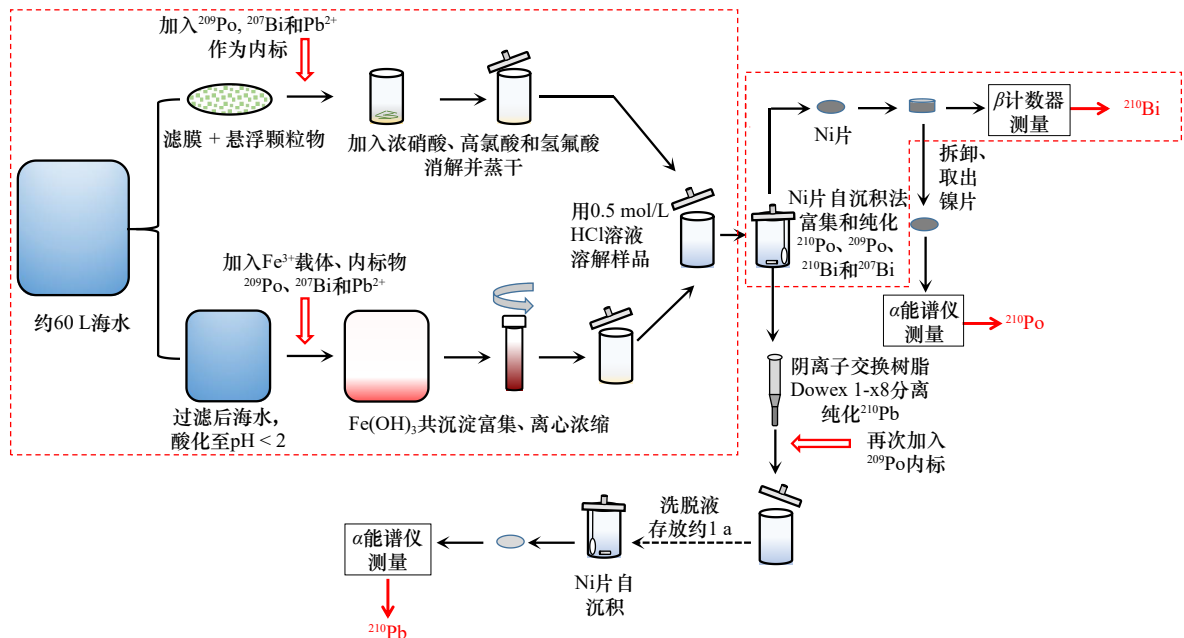 加入²⁰⁹Po, ²⁰⁷Bi和Pb²⁺
作为内标
滤膜 + 悬浮颗粒物
加入浓硝酸、高氯酸和氢氟酸
消解并蒸干
约60 L海水
加入Fe³⁺载体、内标物
²⁰⁹Po、²⁰⁷Bi和Pb²⁺
过滤后海水,
酸化至pH < 2
Fe(OH)₃共沉淀富集、离心浓缩
用0.5 mol/L
HCl溶液
溶解样品
Ni片自沉积法
富集和纯化
²¹⁰Po、²⁰⁹Po、
²¹⁰Bi和²⁰⁷Bi
Ni片
β计数器
测量
²¹⁰Bi
拆卸、
取出
镍片
α能谱仪
测量
²¹⁰Po
阴离子交换树脂
Dowex 1-x8分离
纯化²¹⁰Pb
再次加入
²⁰⁹Po内标
洗脱液
存放约1 a
Ni片自
沉积
α能谱仪
测量
²¹⁰Pb